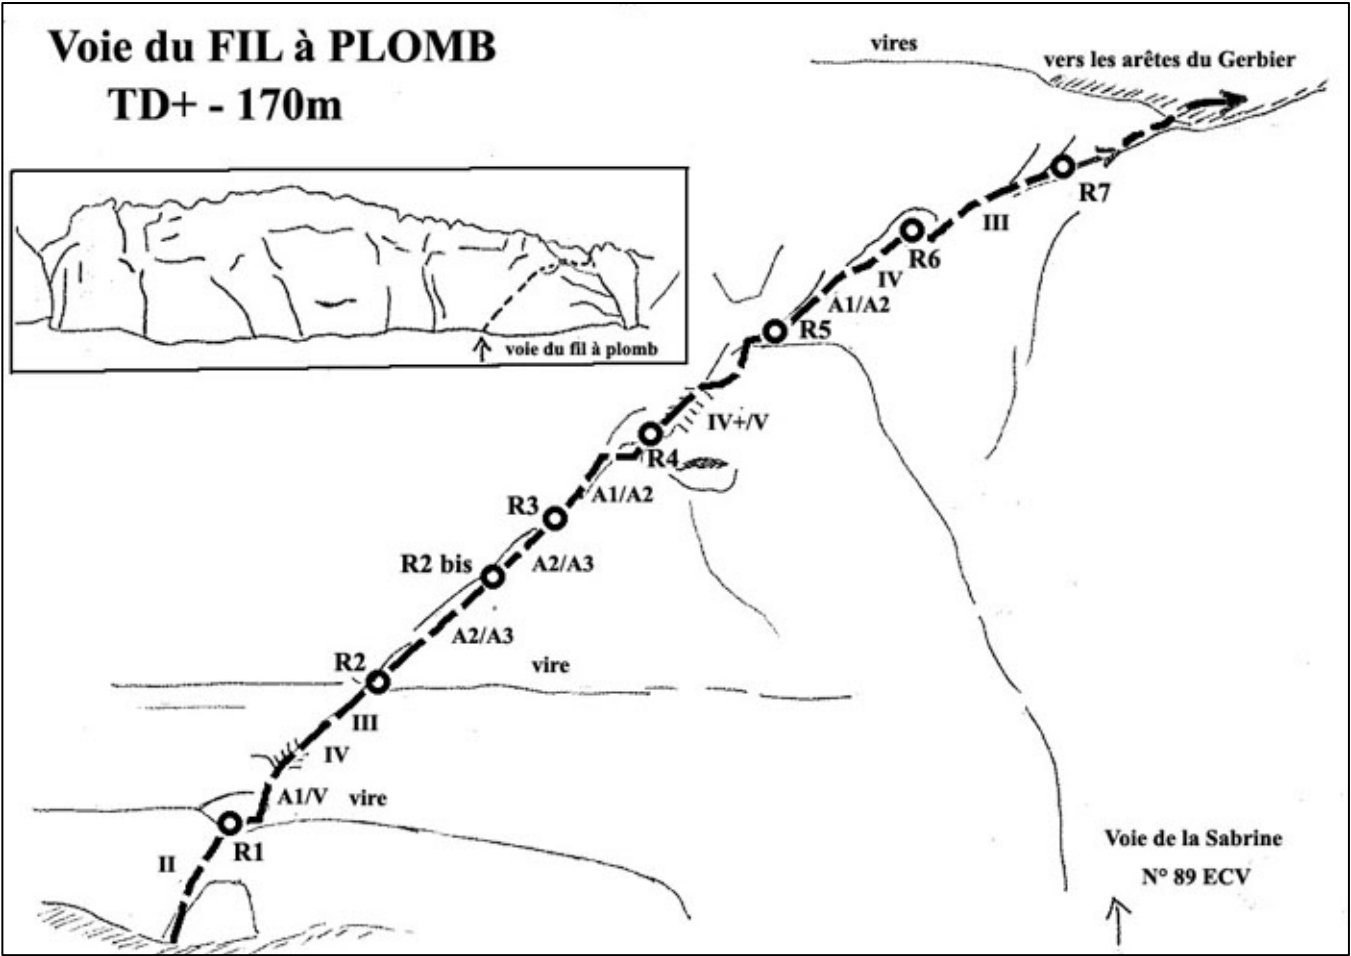 Voie du FIL à PLOMB
TD+ - 170m
vires
vers les arêtes du Gerbier
R7
III
R6
IV
A1/A2
R5
voie du fil à plomb
IV+/V
R4
A1/A2
R3
R2 bis
A2/A3
A2/A3
R2
vire
III
IV
A1/V
vire
R1
II
Voie de la Sabrine
N° 89 ECV